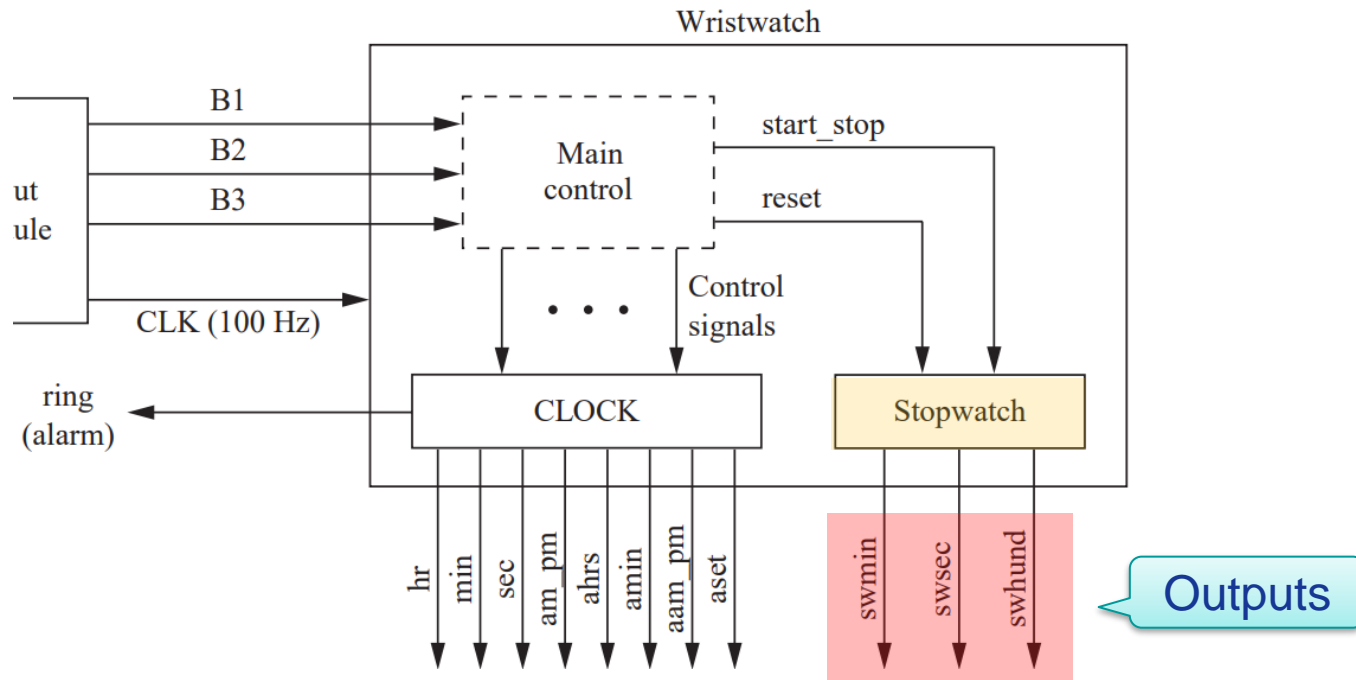 Wristwatch
B1
B2
B3
ut
ule
CLK (100 Hz)
Main
control
start_stop
reset
Control
signals
ring
(alarm)
CLOCK
Stopwatch
hr
min
sec
am_pm
ahrs
amin
aam_pm
aset
swmin
swsec
swhund
Outputs